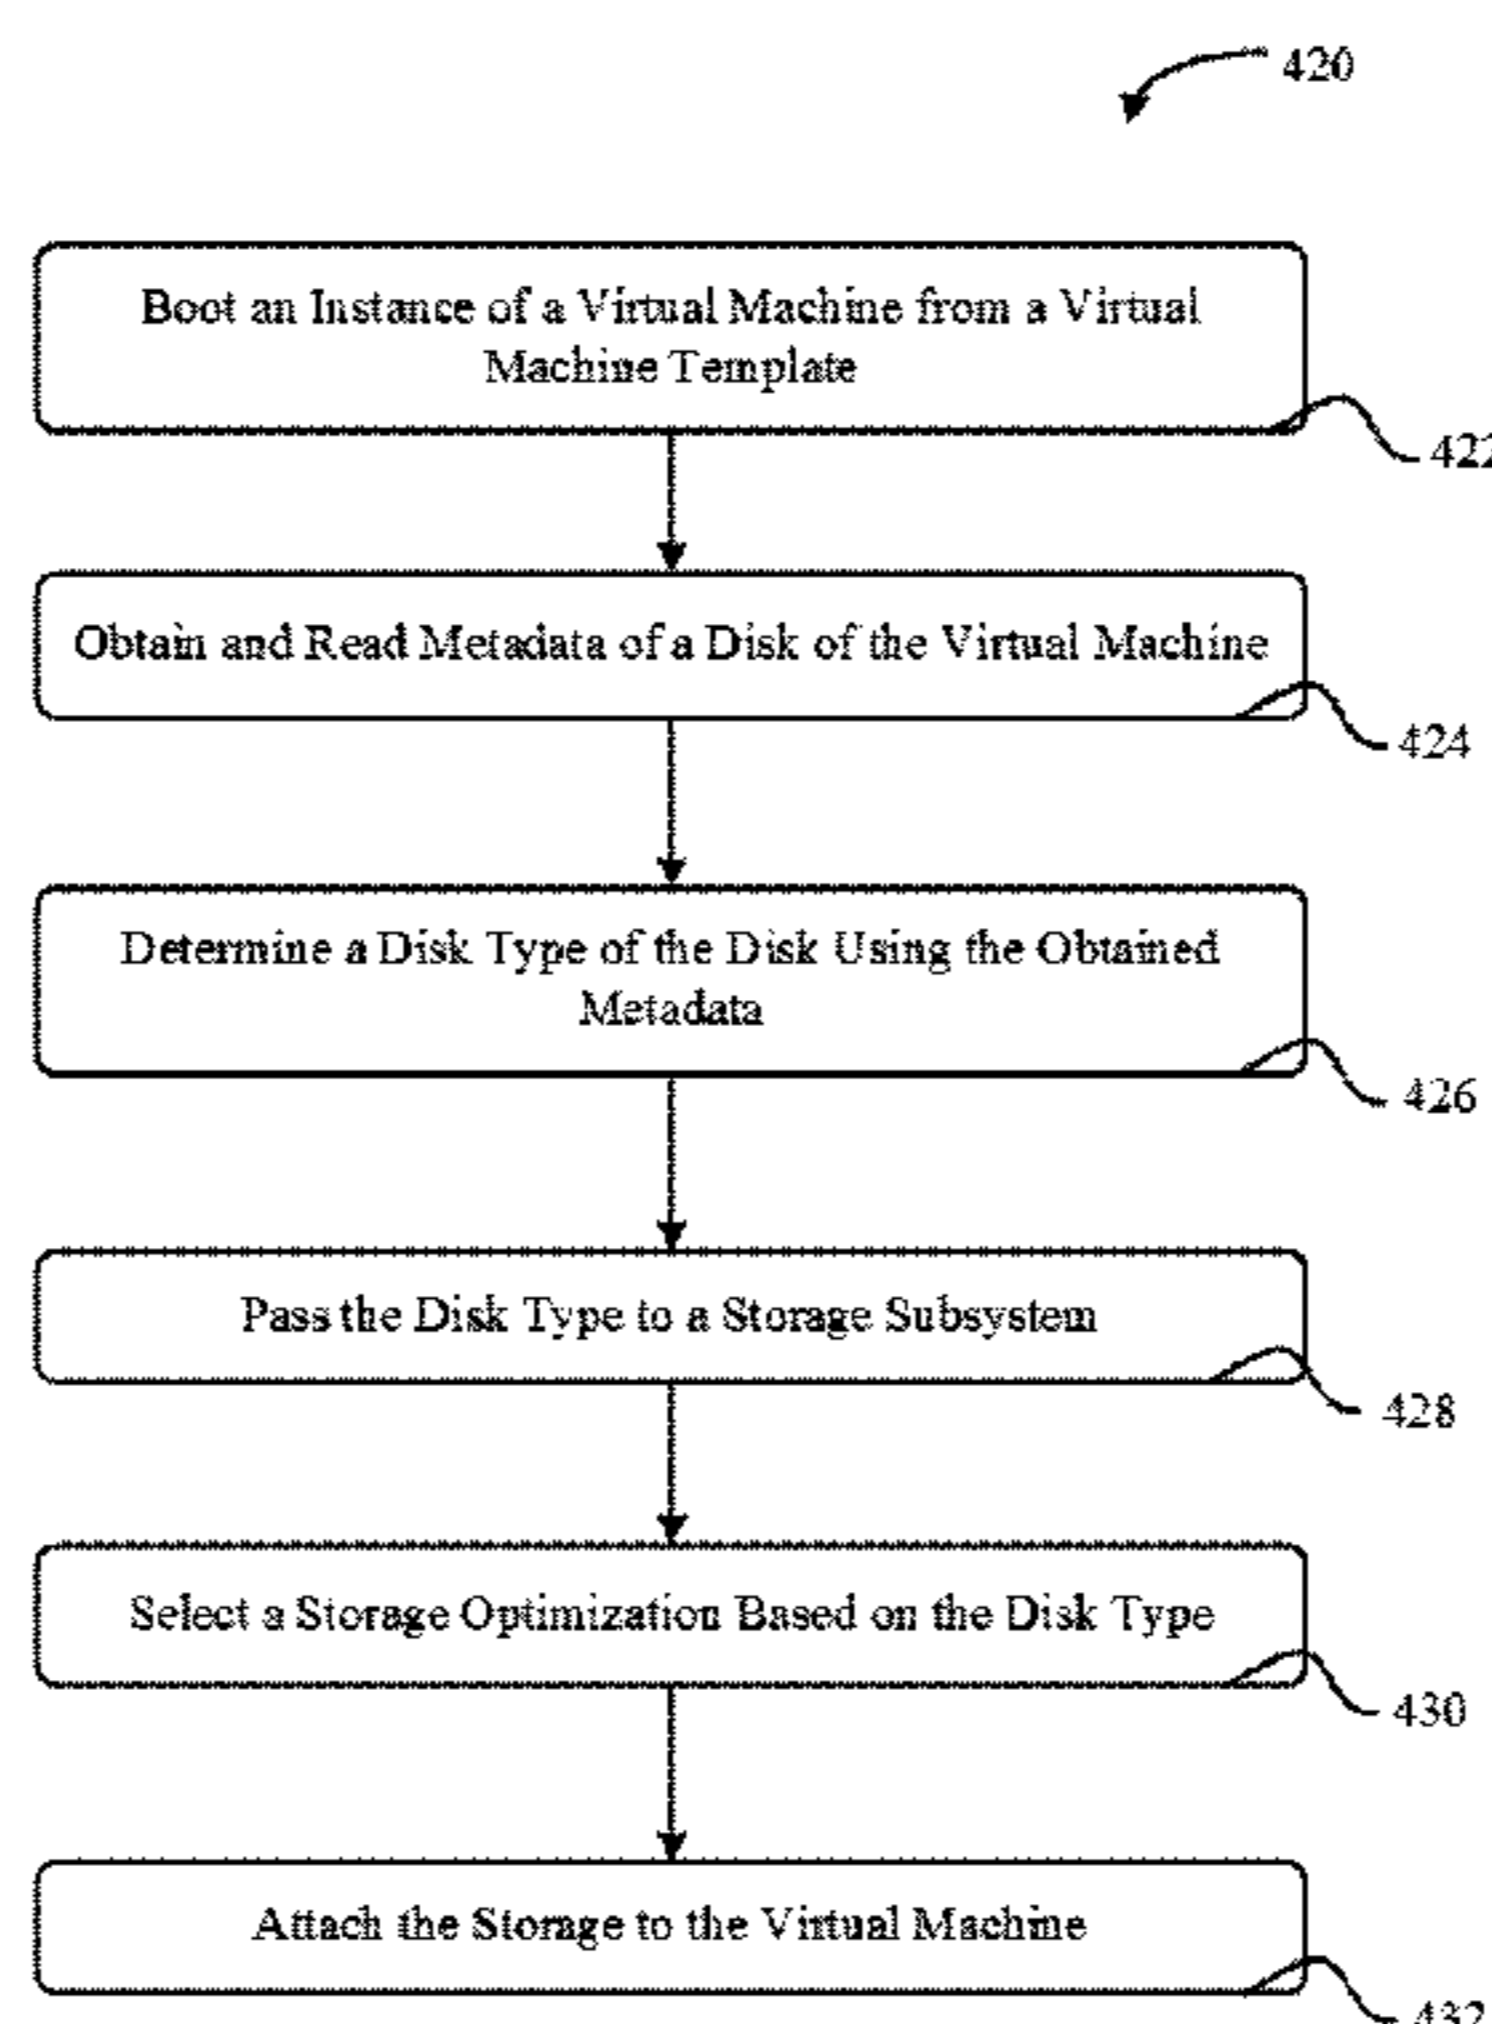 420
Boot an Instance of a Virtual Machine from a Virtual
Machine Template
422
Obtain and Read Metadata of a Disk of the Virtual Machine
424
Determine a Disk Type of the Disk Using the Obtained
Metadata
426
Pass the Disk Type to a Storage Subsystem
428
Select a Storage Optimization Based on the Disk Type
430
Attach the Storage to the Virtual Machine
432